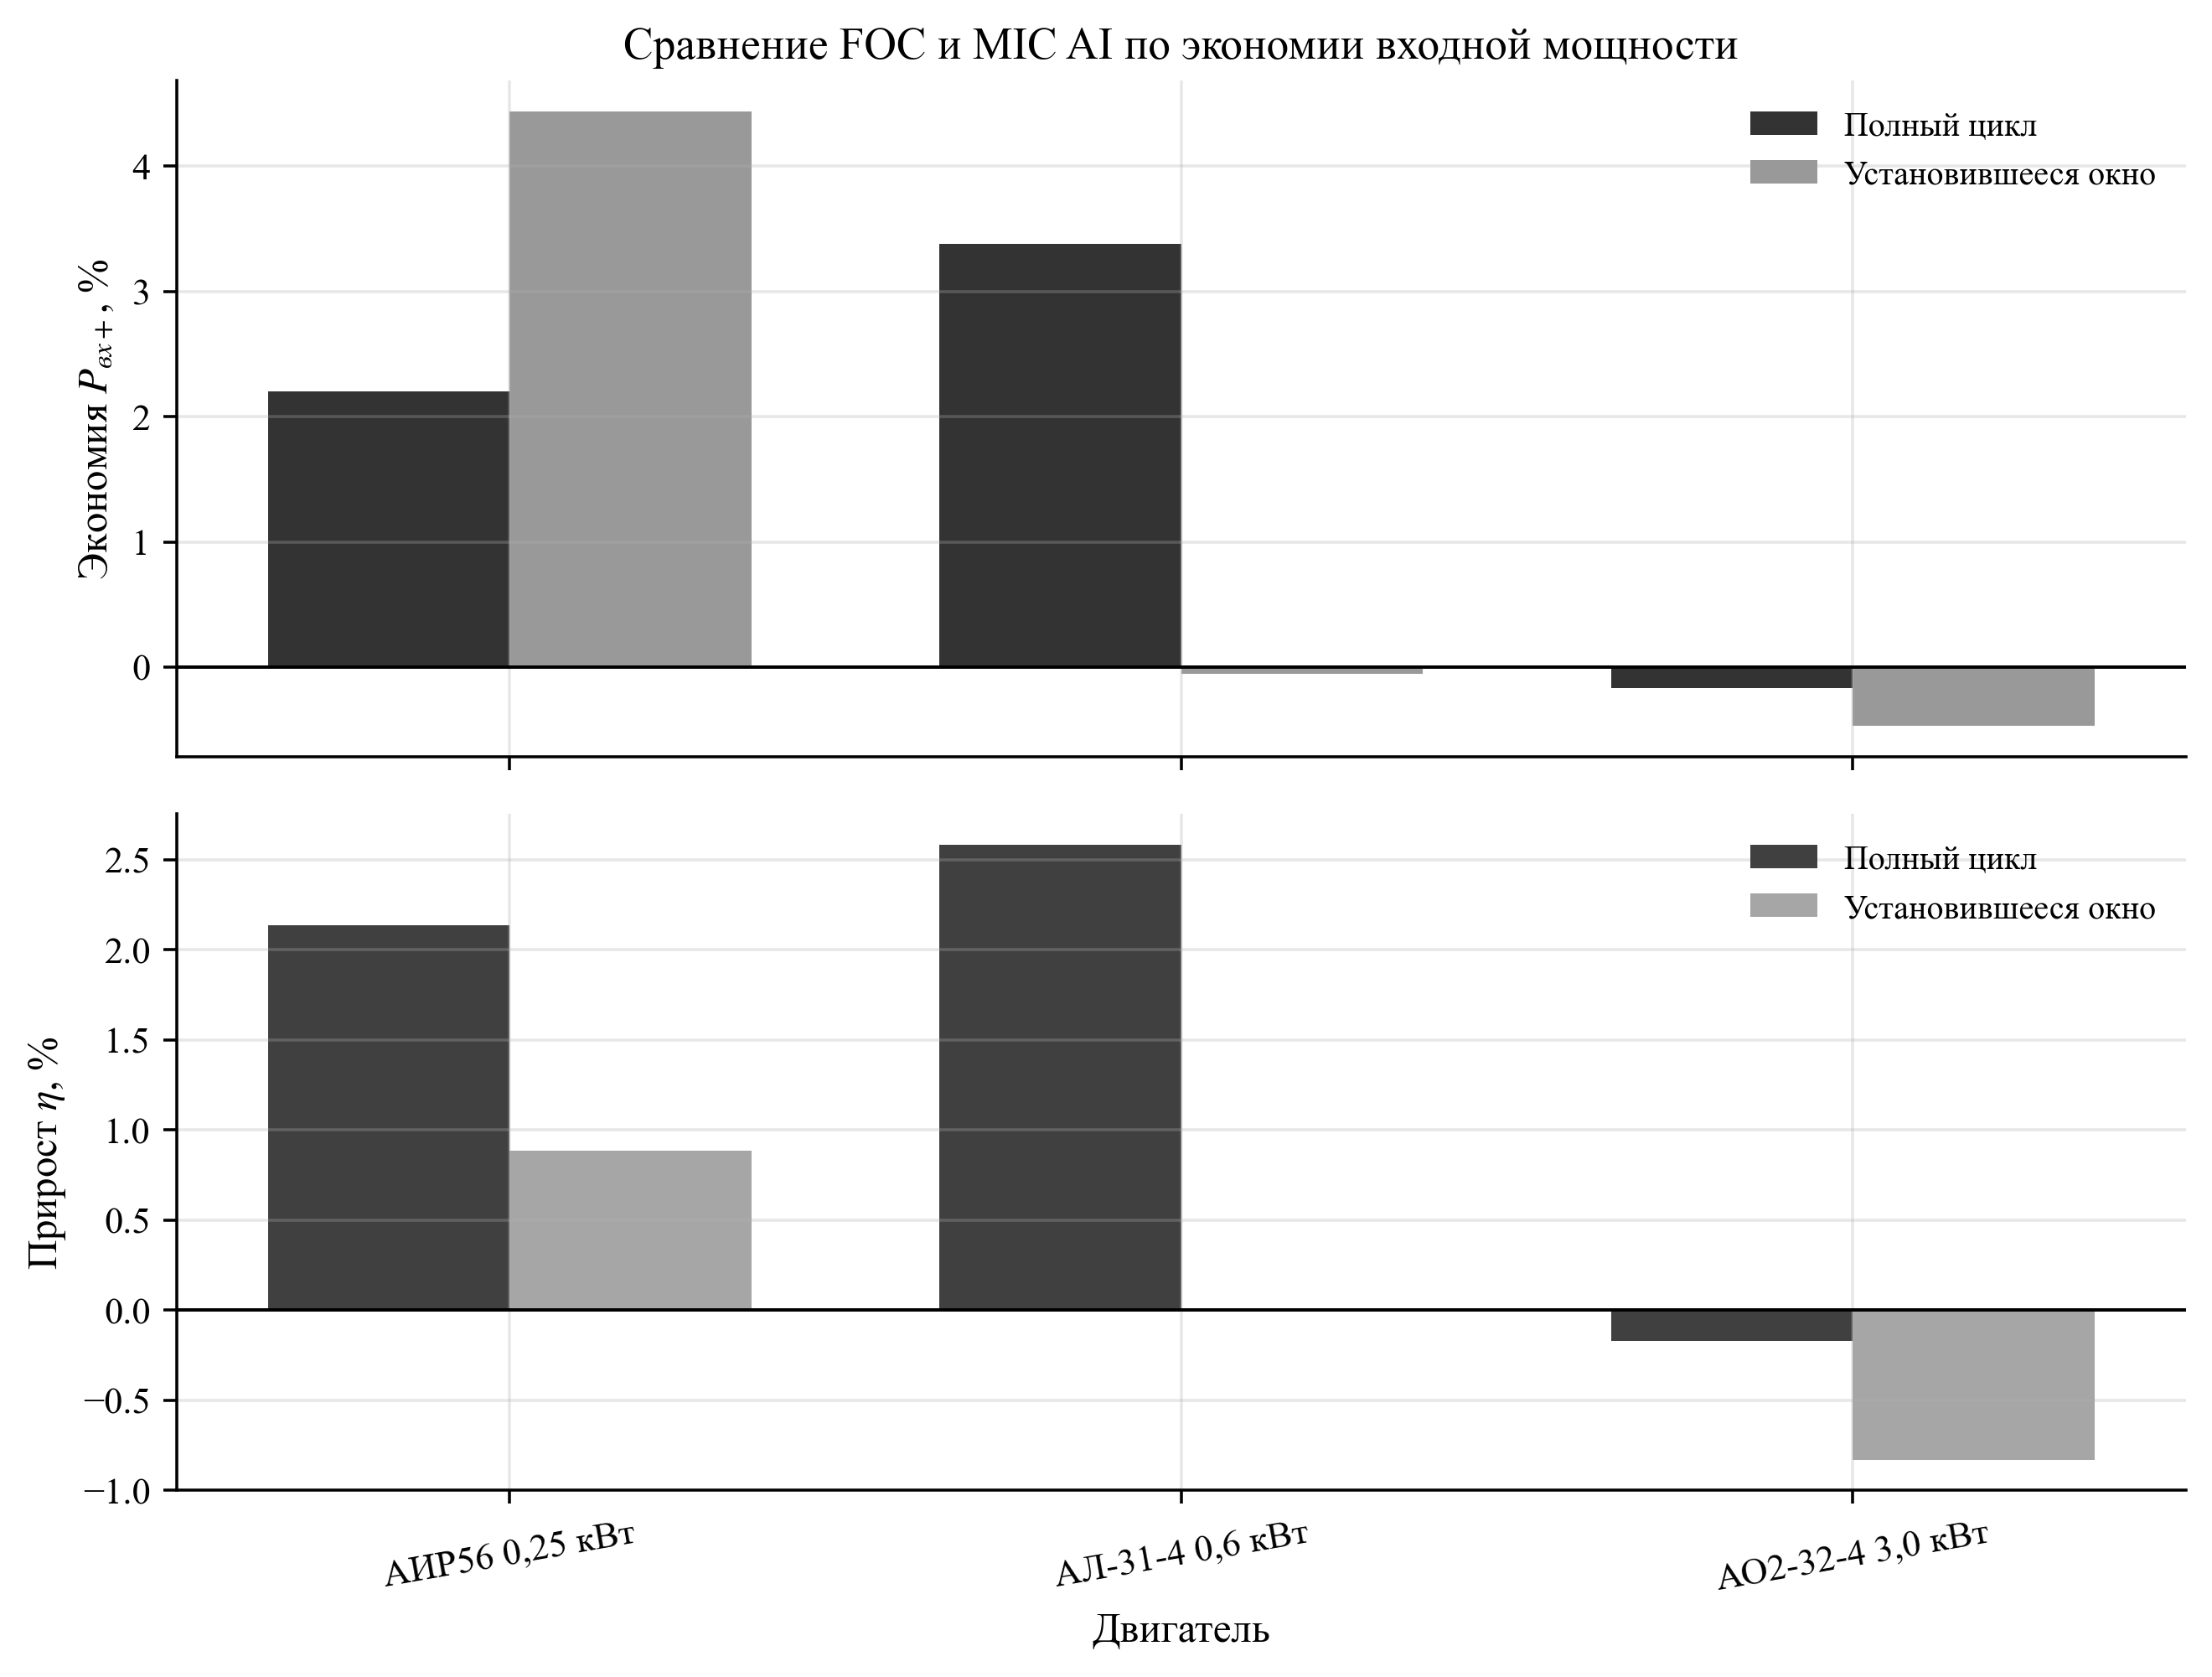 Сравнение FOC и MIC AI по экономии входной мощности
Экономия Pвх+, %
4
3
2
1
0
Полный цикл
Установившееся окно
Прирост η, %
2.5
2.0
1.5
1.0
0.5
0.0
−0.5
−1.0
Полный цикл
Установившееся окно
АИР56 0,25 кВт
АЛ-31-4 0,6 кВт
АО2-32-4 3,0 кВт
Двигатель